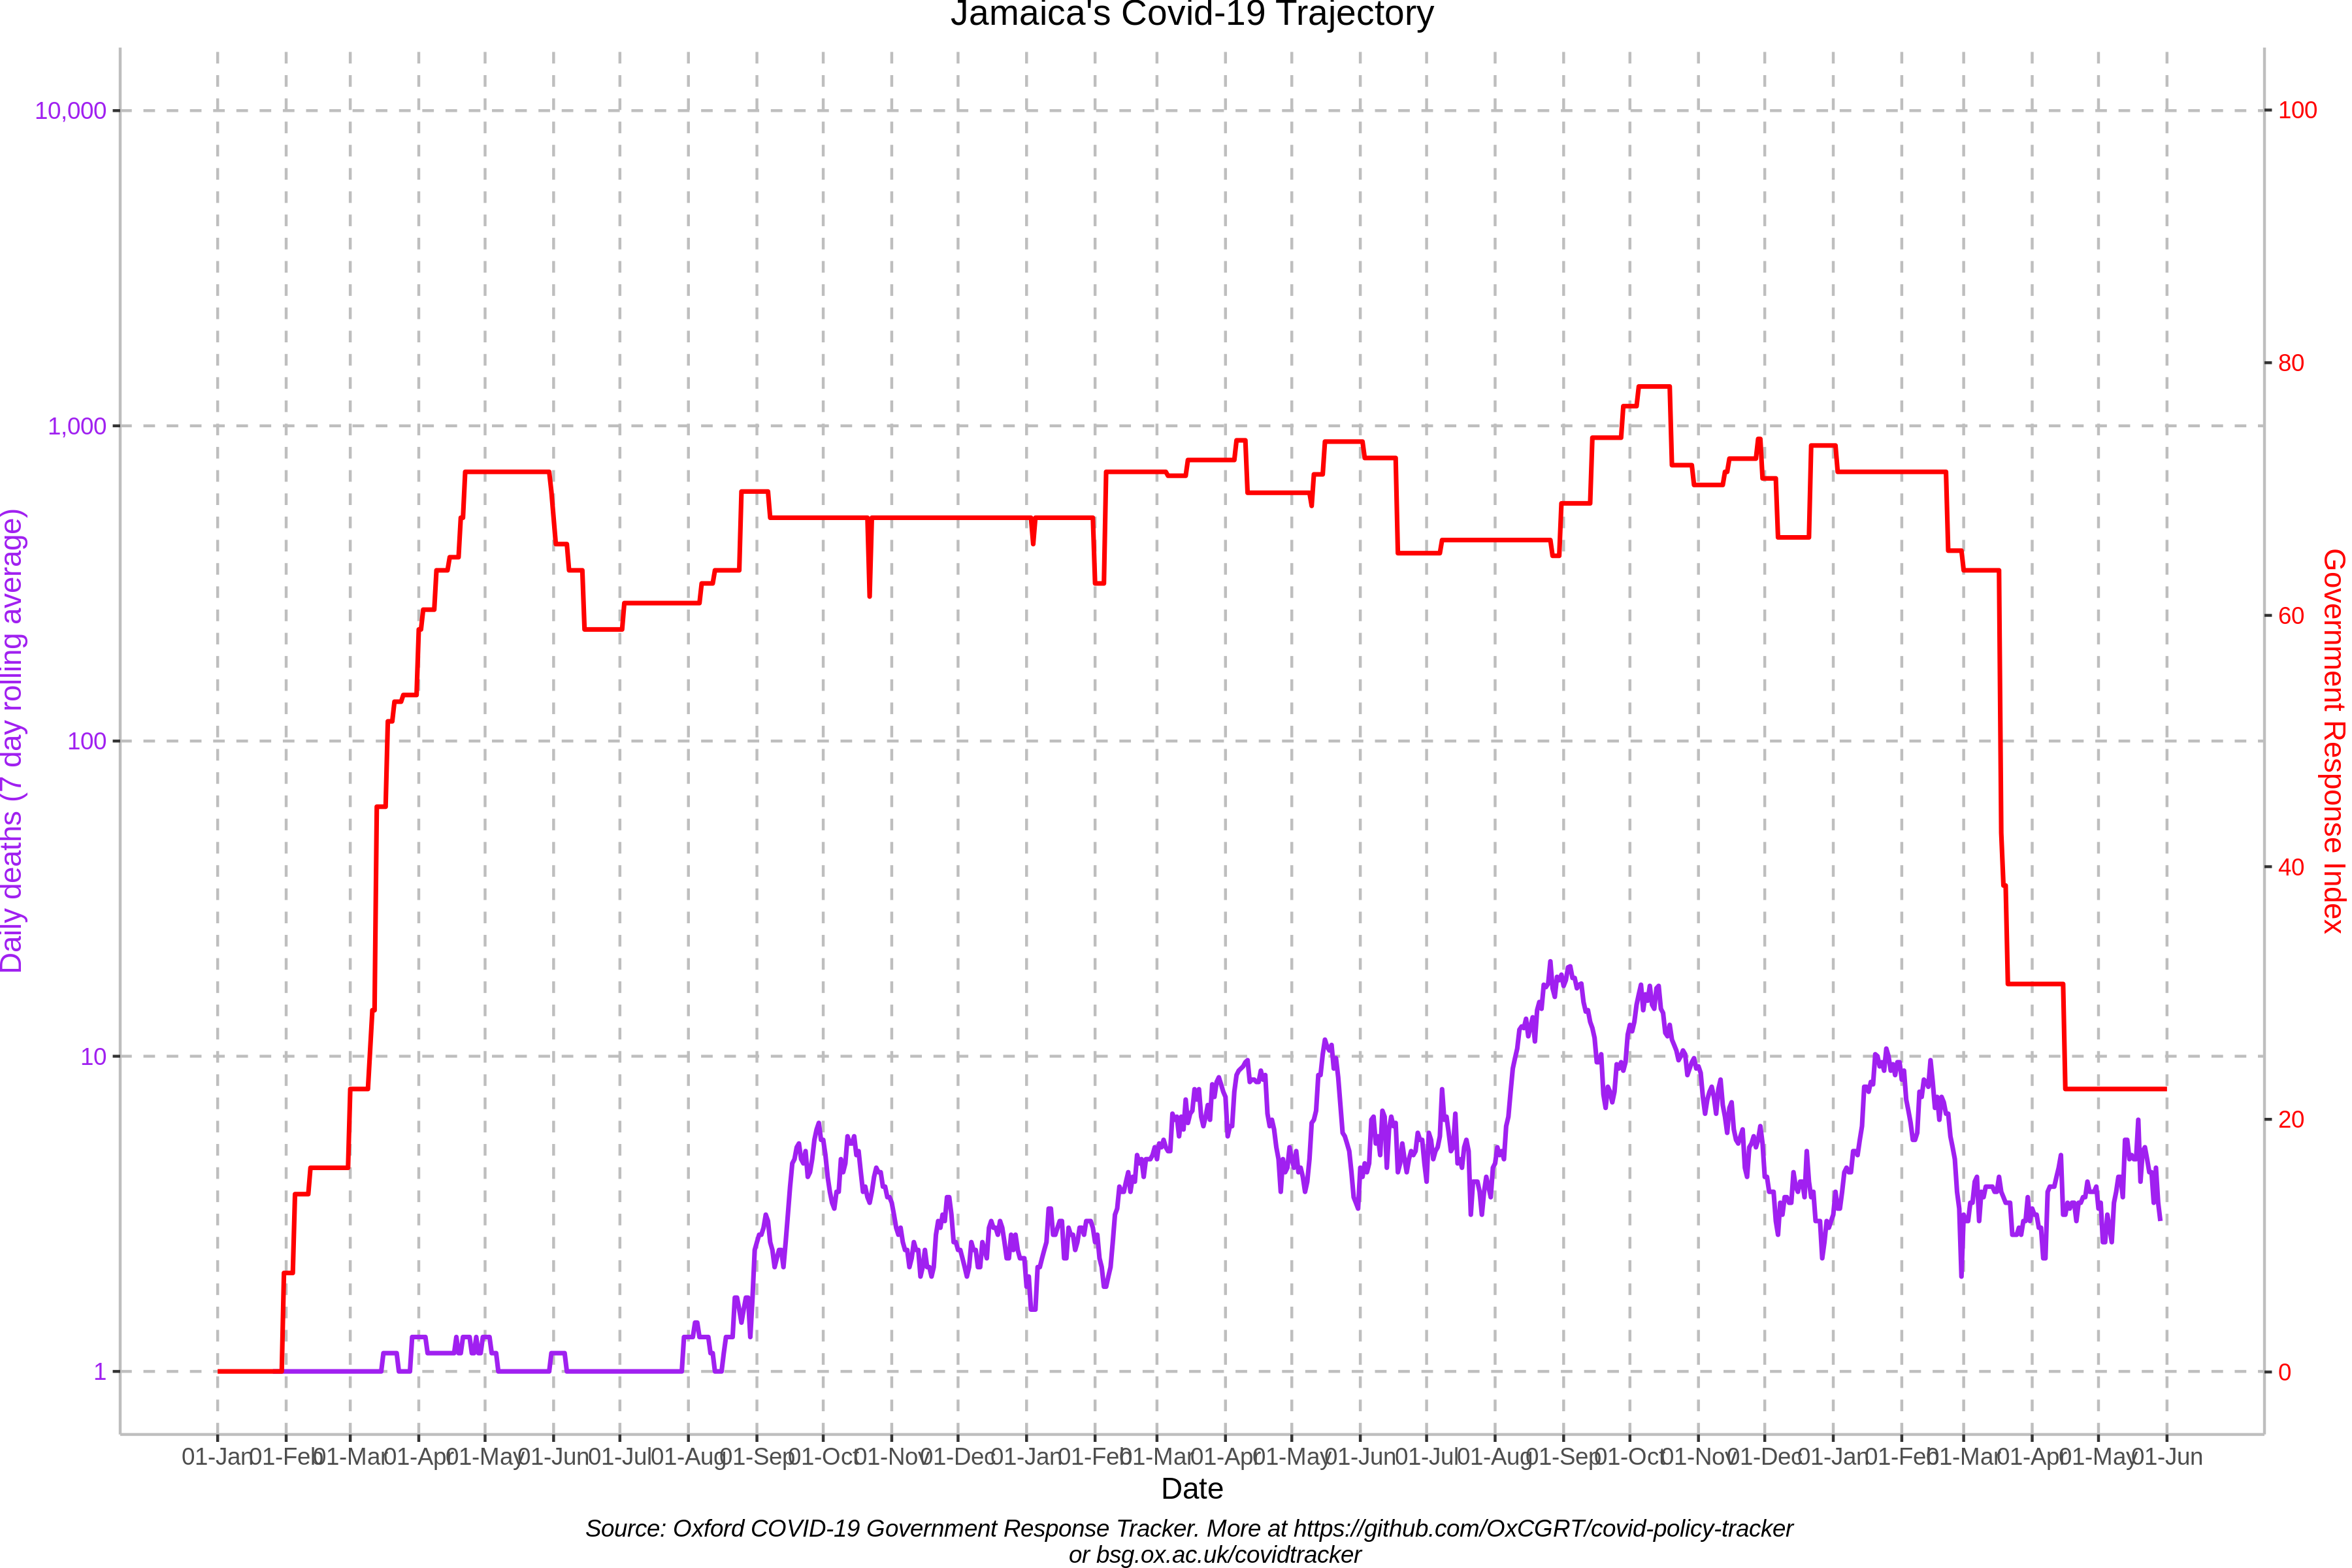 Jamaica's Covid-19 Trajectory
Daily deaths (7 day rolling average)
10,000
1,000
100
10
1
100
80
60
40
20
0
Government Response Index
01-Jan 01-Feb 01-Mar 01-Apr 01-May 01-Jun 01-Jul 01-Aug 01-Sep 01-Oct 01-Nov 01-Dec 01-Jan 01-Feb 01-Mar 01-Apr 01-May 01-Jun 01-Jul 01-Aug 01-Sep 01-Oct 01-Nov 01-Dec 01-Jan 01-Feb 01-Mar 01-Apr 01-May 01-Jun
Date
Source: Oxford COVID-19 Government Response Tracker. More at https://github.com/OxCGRT/covid-policy-tracker
or bsg.ox.ac.uk/covidtracker